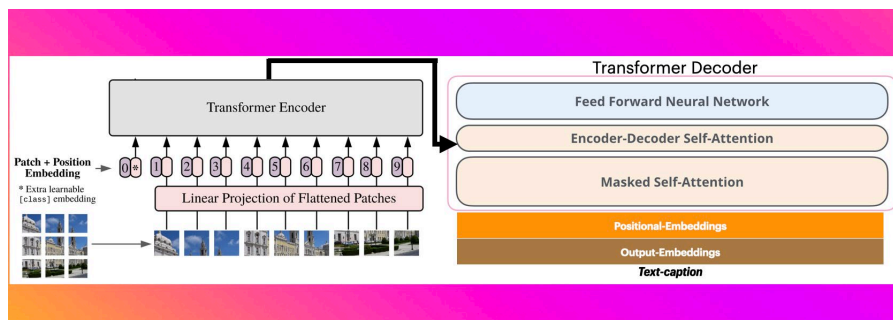 Transformer Decoder
Transformer Encoder
Feed Forward Neural Network
Encoder-Decoder Self-Attention
Masked Self-Attention
Patch + Position
Embedding
0 * 1 2 3 4 5 6 7 8 9
* Extra learnable
[class] embedding
Linear Projection of Flattened Patches
Positional-Embeddings
Output-Embeddings
Text-caption